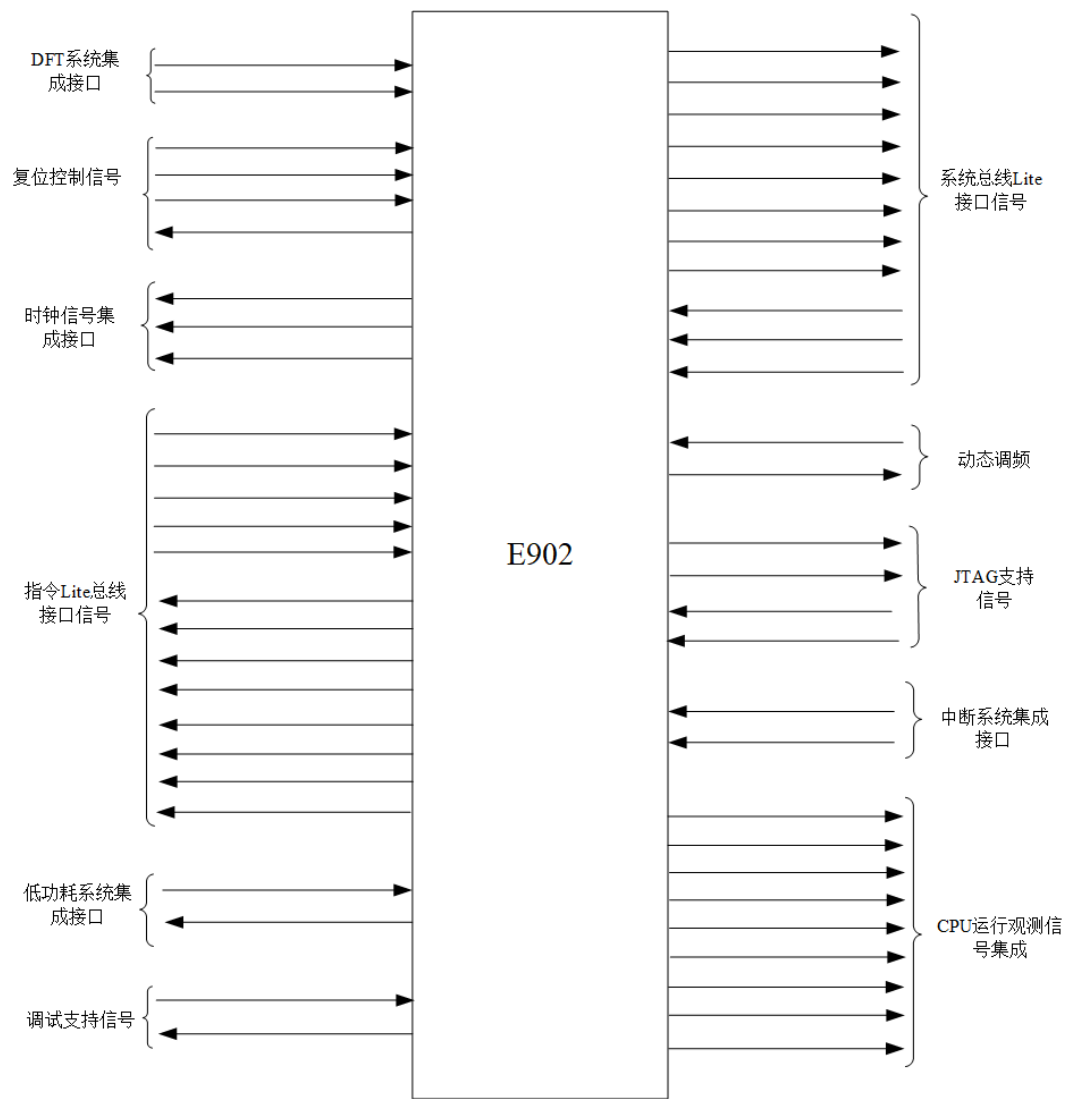 DFT系统集
成接口
复位控制信号
时钟信号集
成接口
指令Lite总线
接口信号
低功耗系统集
成接口
调试支持信号
E902
系统总线Lite
接口信号
动态调频
JTAG支持
信号
中断系统集成
接口
CPU运行观测信
号集成